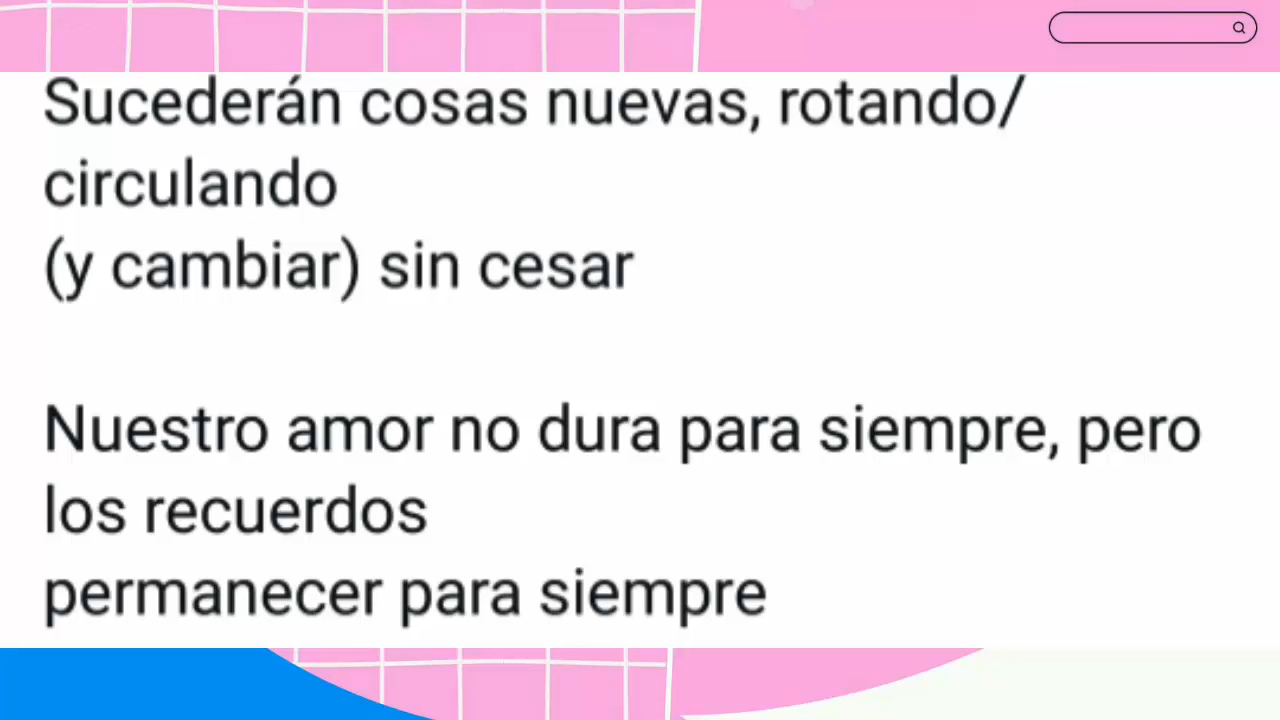 Sucederán cosas nuevas, rotando/
circulando
(y cambiar) sin cesar
Nuestro amor no dura para siempre, pero
los recuerdos
permanecer para siempre